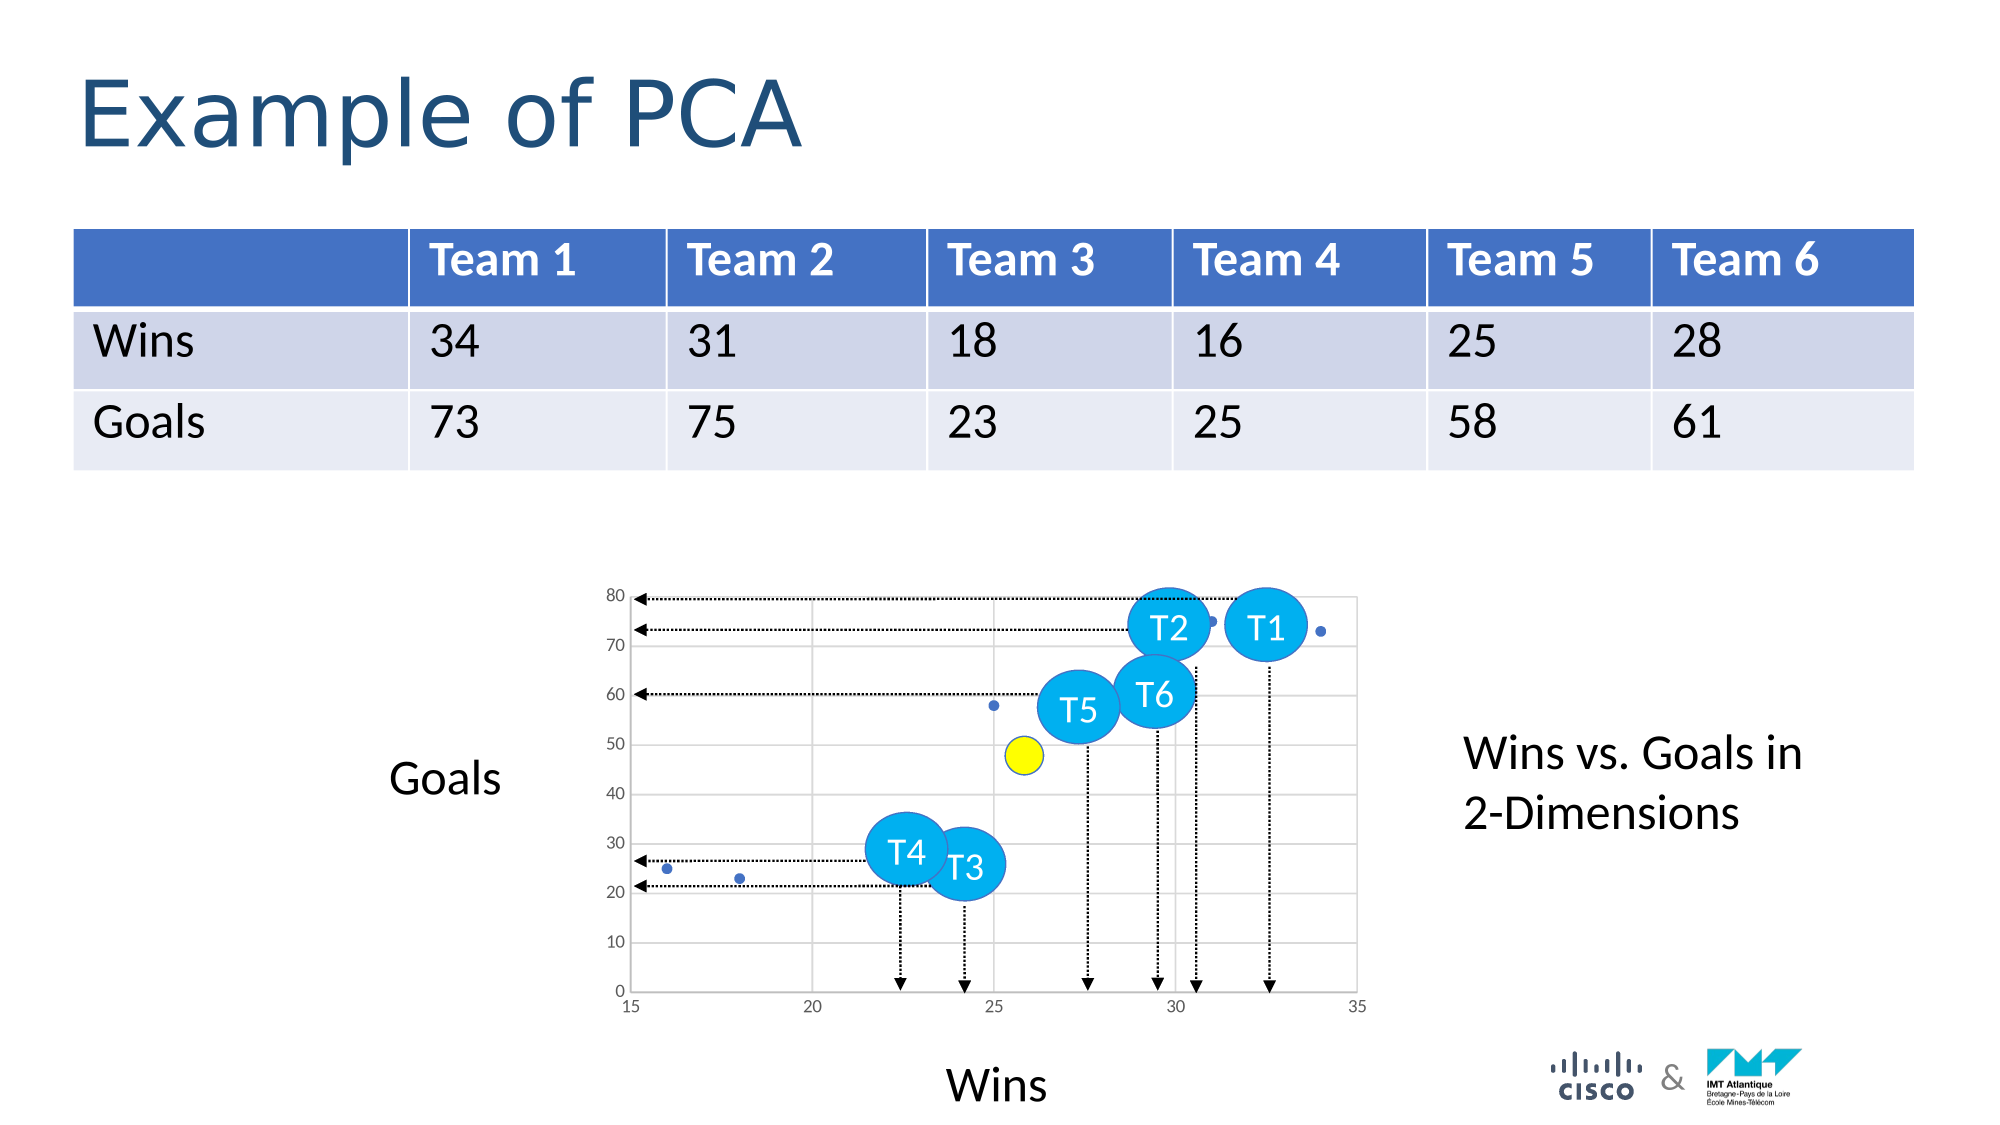 Example of PCA
Team 1 Team 2 Team 3 Team 4 Team 5 Team 6
Wins 34 31 18 16 25 28
Goals 73 75 23 25 58 61
80
70
60
50
40
30
20
10
0
15 20 25 30 35
T2 T1
T6
T5
T4 T3
Goals
Wins
Wins vs. Goals in
2-Dimensions
CISCO
&
IMT Atlantique
Bretagne-Pays de la Loire
École Mines-Télécom